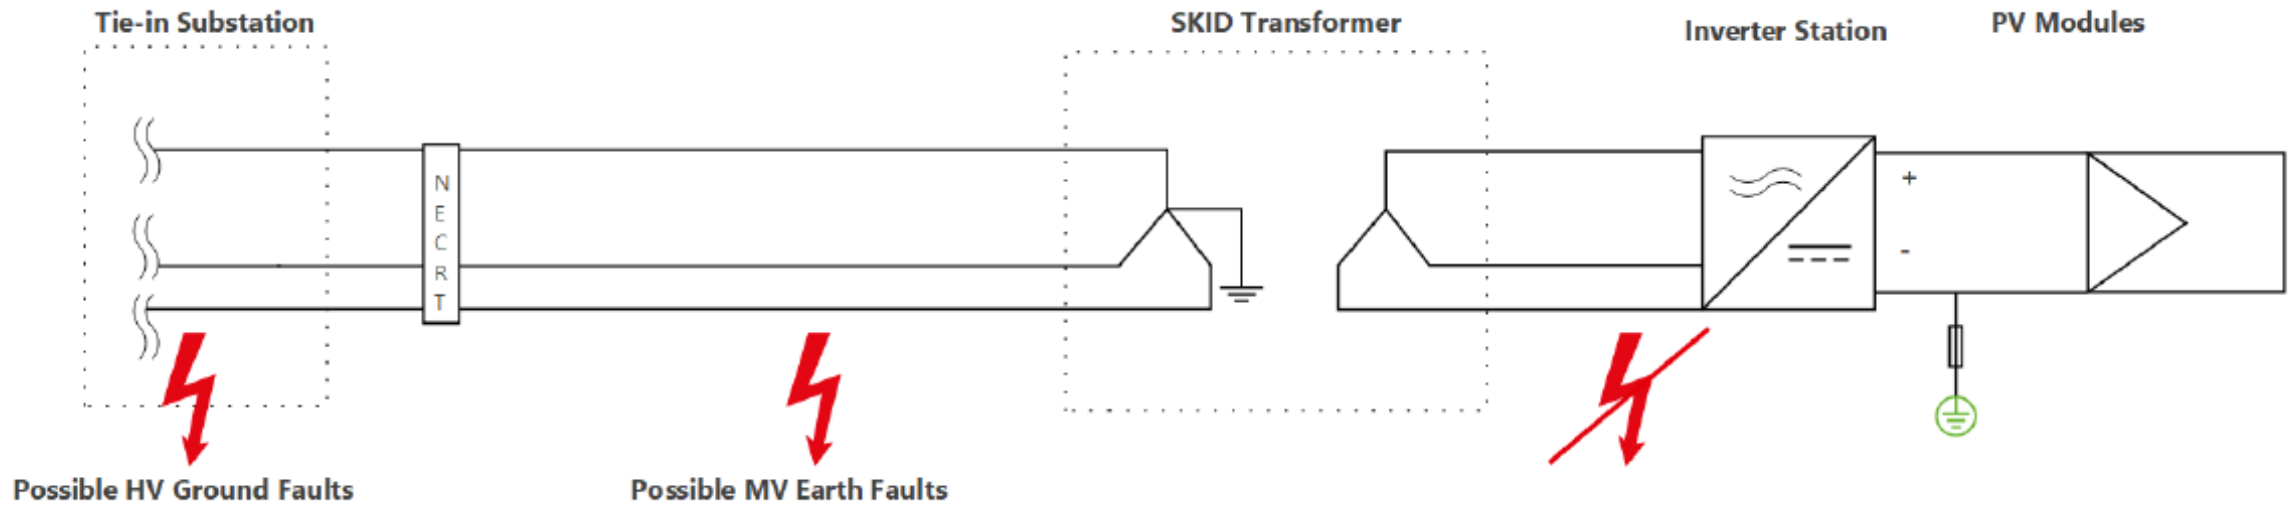 Tie-in Substation
SKID Transformer
Inverter Station
PV Modules
N
E
C
R
T
+
-
Possible HV Ground Faults
Possible MV Earth Faults